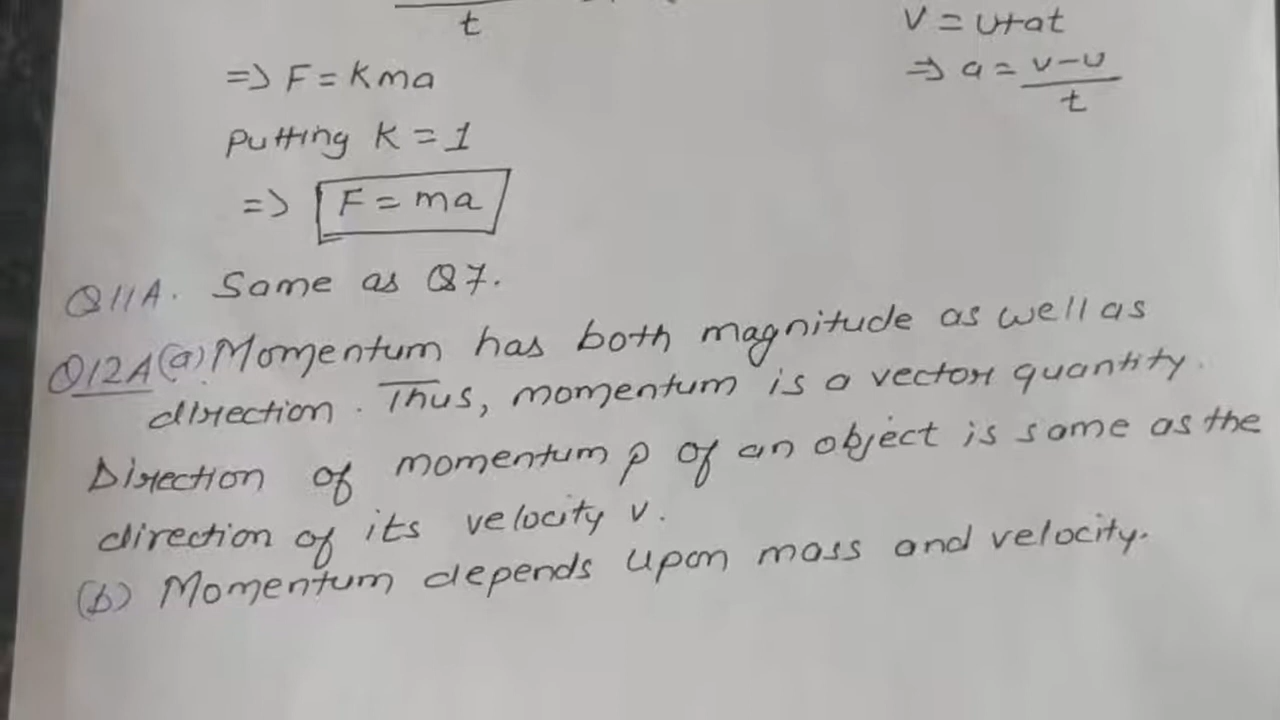 t
V = u+at
=> F = Kma
=> a = v-u
t
Putting K = 1
=> F = ma
Q11A. Same as Q7.
Q12A (a) Momentum has both magnitude as well as
direction. Thus, momentum is a vector quantity.
Direction of momentum p of an object is same as the
direction of its velocity v.
(b) Momentum depends upon mass and velocity.